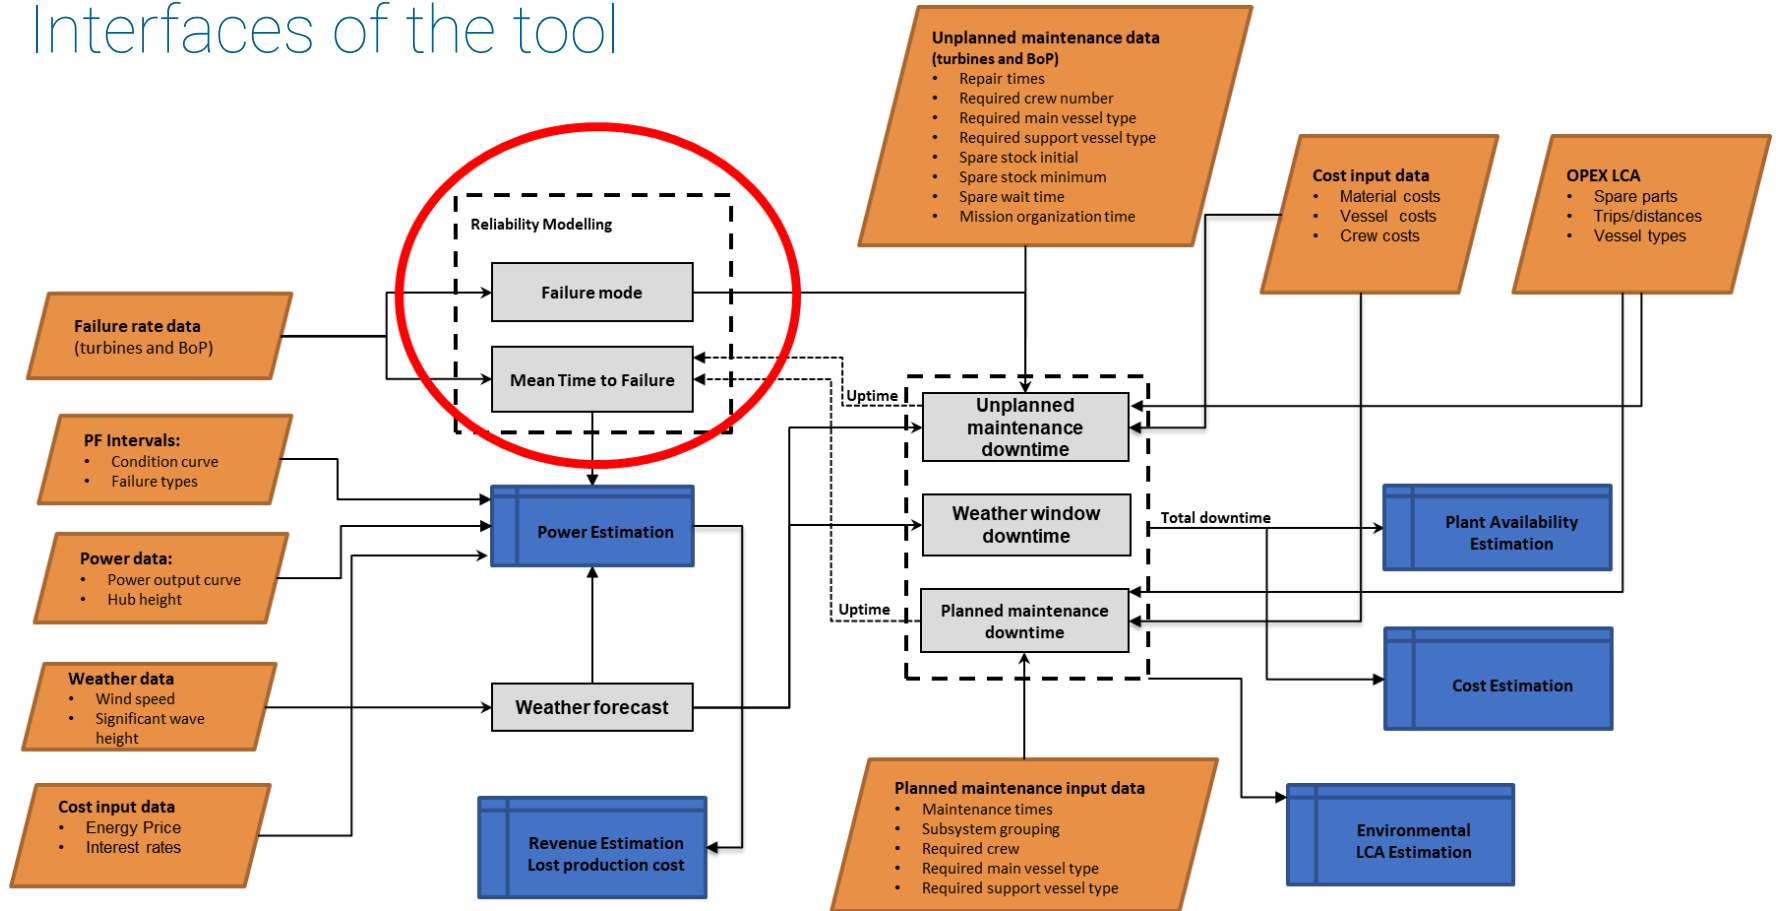 Interfaces of the tool
Unplanned maintenance data
(turbines and BoP)
• Repair times
• Required crew number
• Required main vessel type
• Required support vessel type
• Spare stock initial
• Spare stock minimum
• Spare wait time
• Mission organization time
Cost input data
• Material costs
• Vessel costs
• Crew costs
OPEX LCA
• Spare parts
• Trips/distances
• Vessel types
Reliability Modelling
Failure mode
Mean Time to Failure
Failure rate data
(turbines and BoP)
PF Intervals:
• Condition curve
• Failure types
Power data:
• Power output curve
• Hub height
Weather data
• Wind speed
• Significant wave
height
Cost input data
• Energy Price
• Interest rates
Power Estimation
Weather forecast
Revenue Estimation
Lost production cost
Uptime
Uptime
Unplanned
maintenance
downtime
Weather window
downtime
Planned maintenance
downtime
Total downtime
Plant Availability
Estimation
Cost Estimation
Environmental
LCA Estimation
Planned maintenance input data
• Maintenance times
• Subsystem grouping
• Required crew
• Required main vessel type
• Required support vessel type